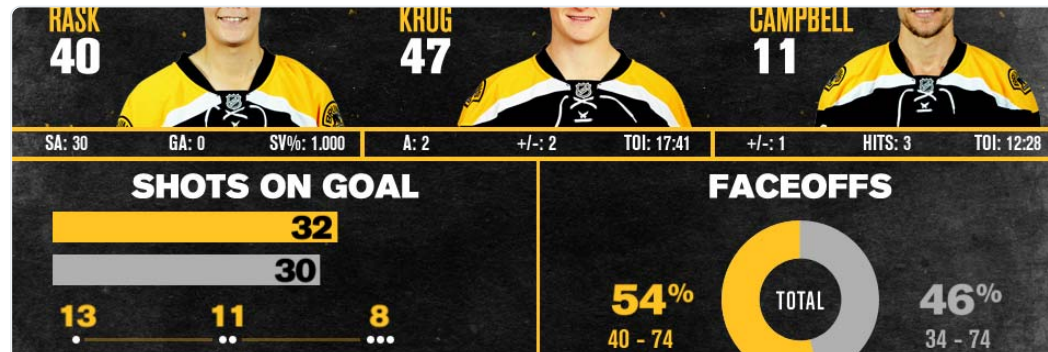 RASK
40
KRUG
47
CAMPBELL
11
SA: 30 GA: 0 SV%: 1.000
A: 2 +/-: 2 TOI: 17:41
+/-: 1 HITS: 3 TOI: 12:28
SHOTS ON GOAL
32
30
13 11 8
FACEOFFS
54% TOTAL 46%
40 - 74 34 - 74